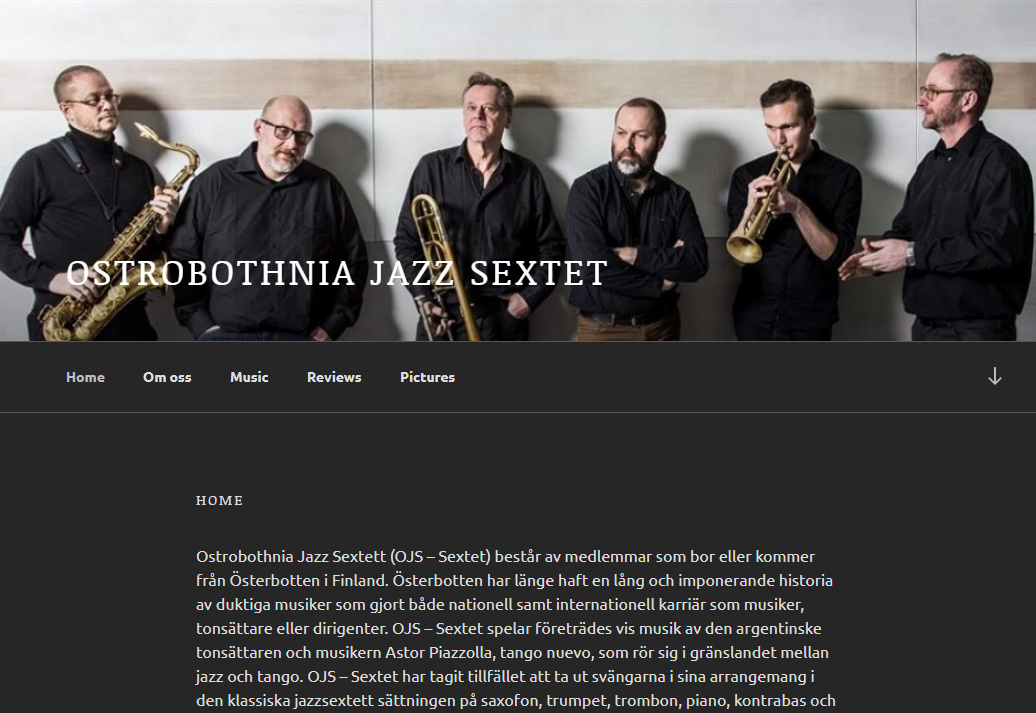 OSTROBOTHNIA JAZZ SEXTET
Home Om oss Music Reviews Pictures
HOME
Ostrobothnia Jazz Sextett (OJS – Sextet) består av medlemmar som bor eller kommer
från Österbotten i Finland. Österbotten har länge haft en lång och imponerande historia
av duktiga musiker som gjort både nationell samt internationell karriär som musiker,
tonsättare eller dirigenter. OJS – Sextet spelar företrädes vis musik av den argentinske
tonsättaren och musikern Astor Piazzolla, tango nuevo, som rör sig i gränslandet mellan
jazz och tango. OJS – Sextet har tagit tillfället att ta ut svängarna i sina arrangemang i
den klassiska jazzsextett sättningen på saxofon, trumpet, trombon, piano, kontrabas och